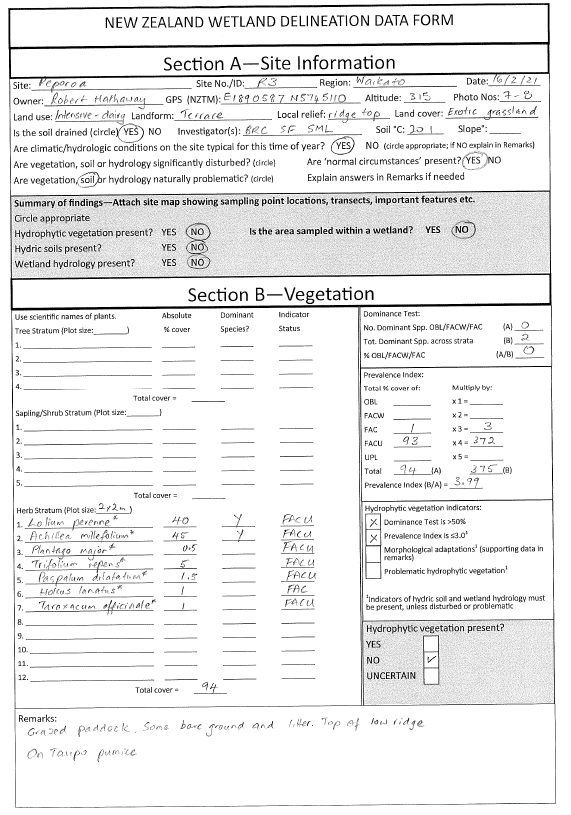 NEW ZEALAND WETLAND DELINEATION DATA FORM
Section A—Site Information
Site: Reporoa Site No./ID: R3 Region: Waikato Date: 16/2/21
Owner: Robert Hathaway GPS (NZTM): E1890587 N5745110 Altitude: 315 Photo Nos: 7-8
Land use: Intensive-dairy Landform: Terrace Local relief: ridge top Land cover: Exotic grassland
Is the soil drained (circle) YES NO Investigator(s): BRC SF SML Soil °C: 20.1 Slope°:
Are climatic/hydrologic conditions on the site typical for this time of year? YES NO (circle appropriate; if NO explain in Remarks)
Are vegetation, soil or hydrology significantly disturbed? (circle) Are 'normal circumstances' present? YES NO
Are vegetation, soil or hydrology naturally problematic? (circle) Explain answers in Remarks if needed
Summary of findings—Attach site map showing sampling point locations, transects, important features etc.
Circle appropriate
Hydrophytic vegetation present? YES NO Is the area sampled within a wetland? YES NO
Hydric soils present? YES NO
Wetland hydrology present? YES NO
Section B—Vegetation
Use scientific names of plants. Absolute Dominant Indicator
Tree Stratum (Plot size: ) % cover Species? Status
1.
2.
3.
4.
Total cover =
Sapling/Shrub Stratum (Plot size: )
1.
2.
3.
4.
5.
Total cover =
Herb Stratum (Plot size: 2x2m )
1. Lolium perenne* 40 Y FACU
2. Achillea millefolium* 45 Y FACU
3. Plantago major* 0.5 FACU
4. Trifolium repens* 5 FACU
5. Paspalum dilatatum* 1.5 FACU
6. Holcus lanatus* 1 FAC
7. Taraxacum officinale* 1 FACU
8.
9.
10.
11.
12.
Total cover = 94
Dominance Test:
No. Dominant Spp. OBL/FACW/FAC (A) 0
Tot. Dominant Spp. across strata (B) 2
% OBL/FACW/FAC (A/B) 0
Prevalence Index:
Total % cover of: Multiply by:
OBL x 1 =
FACW x 2 =
FAC 1 x 3 = 3
FACU 93 x 4 = 372
UPL x 5 =
Total 94 (A) 375 (B)
Prevalence Index (B/A) = 3.99
Hydrophytic vegetation indicators:
X Dominance Test is >50%
X Prevalence Index is ≤3.0¹
Morphological adaptations¹ (supporting data in
remarks)
Problematic hydrophytic vegetation¹
¹Indicators of hydric soil and wetland hydrology must
be present, unless disturbed or problematic
Hydrophytic vegetation present?
YES
NO ✓
UNCERTAIN
Remarks:
Grazed paddock. Some bare ground and litter. Top of low ridge
On Taupo pumice